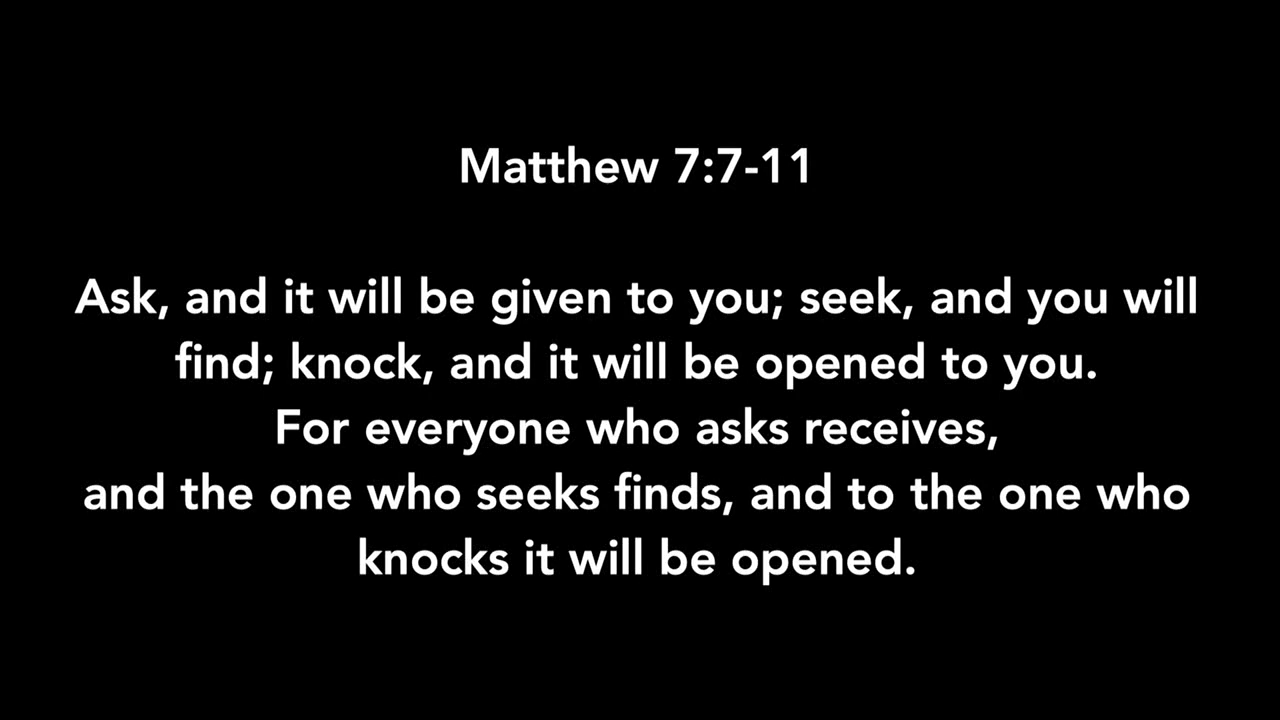 Matthew 7:7-11
Ask, and it will be given to you; seek, and you will
find; knock, and it will be opened to you.
For everyone who asks receives,
and the one who seeks finds, and to the one who
knocks it will be opened.